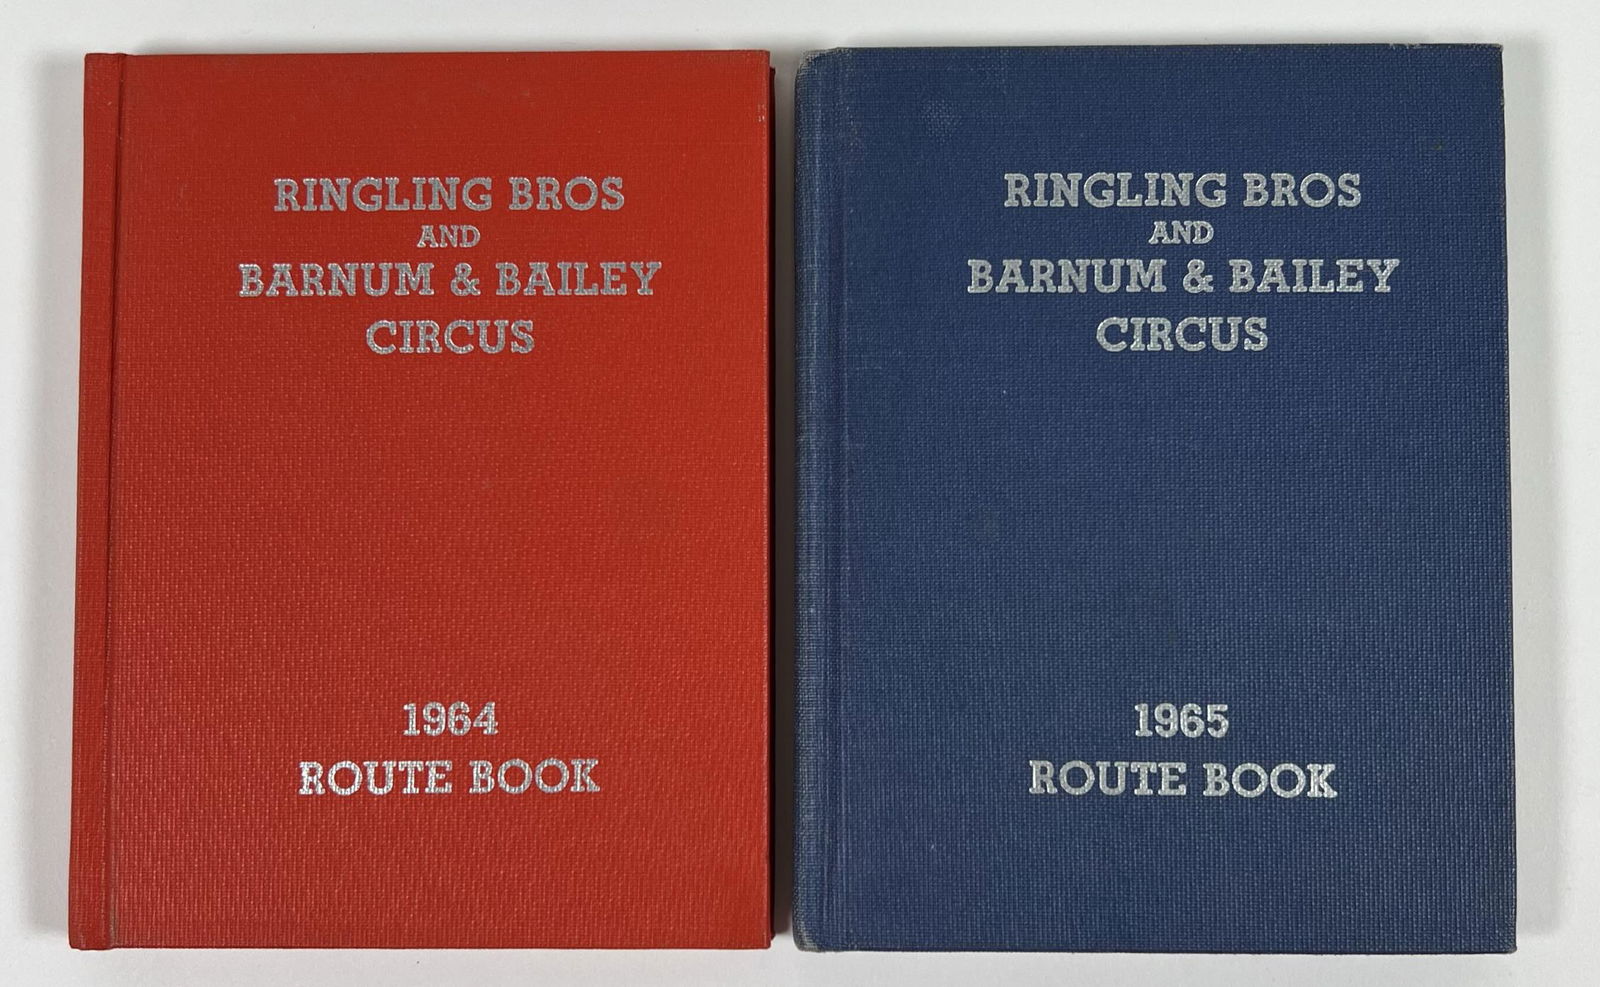 RINGLING BROS
AND
BARNUM & BAILEY
CIRCUS
1964
ROUTE BOOK
RINGLING BROS
AND
BARNUM & BAILEY
CIRCUS
1965
ROUTE BOOK